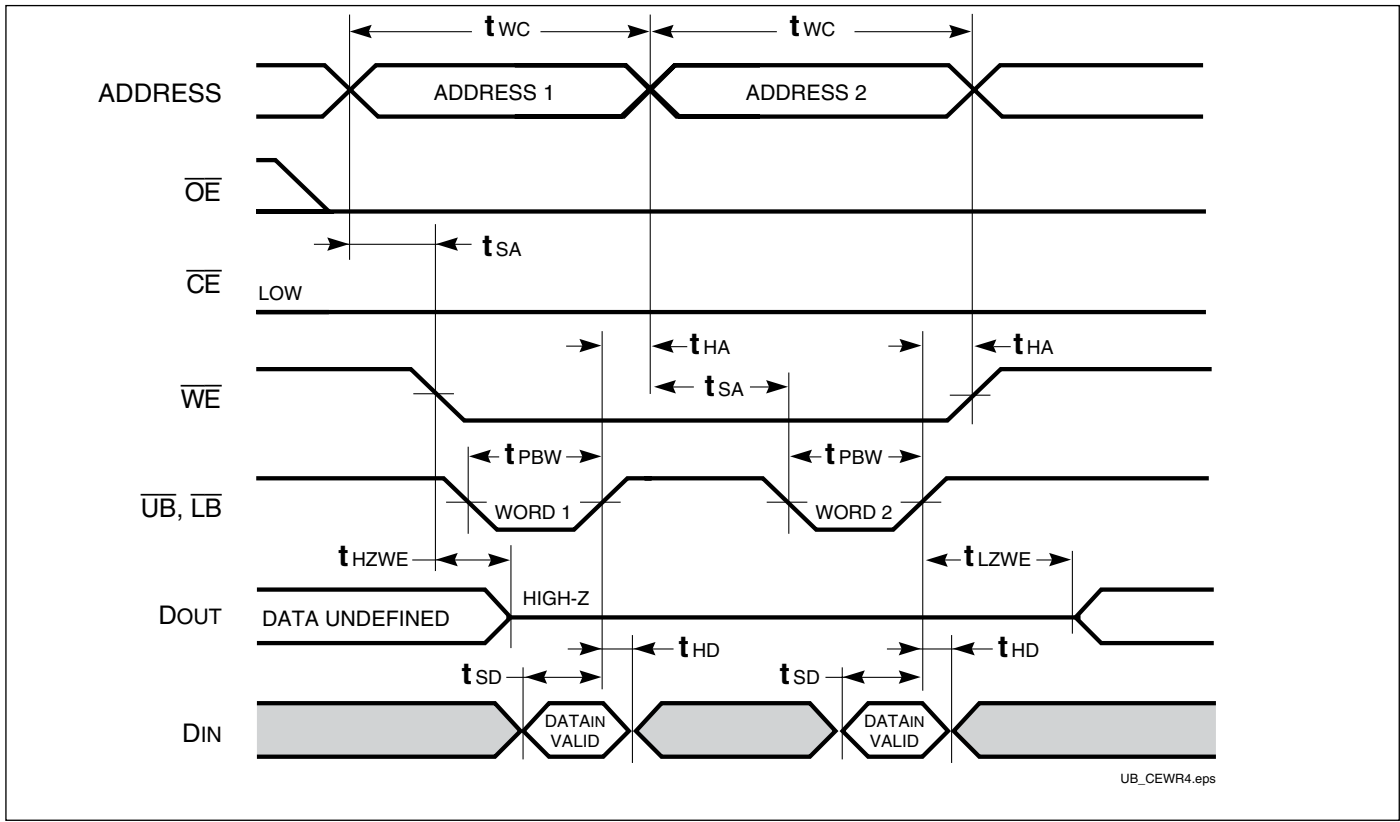 tWC tWC
ADDRESS ADDRESS 1 ADDRESS 2
OE
tSA
CE LOW
tHA tHA
tSA
WE
tPBW tPBW
UB, LB WORD 1 WORD 2
tHZWE tLZWE
DOUT DATA UNDEFINED HIGH-Z
tHD tHD
tSD tSD
DIN DATAIN VALID DATAIN VALID
UB_CEWR4.eps